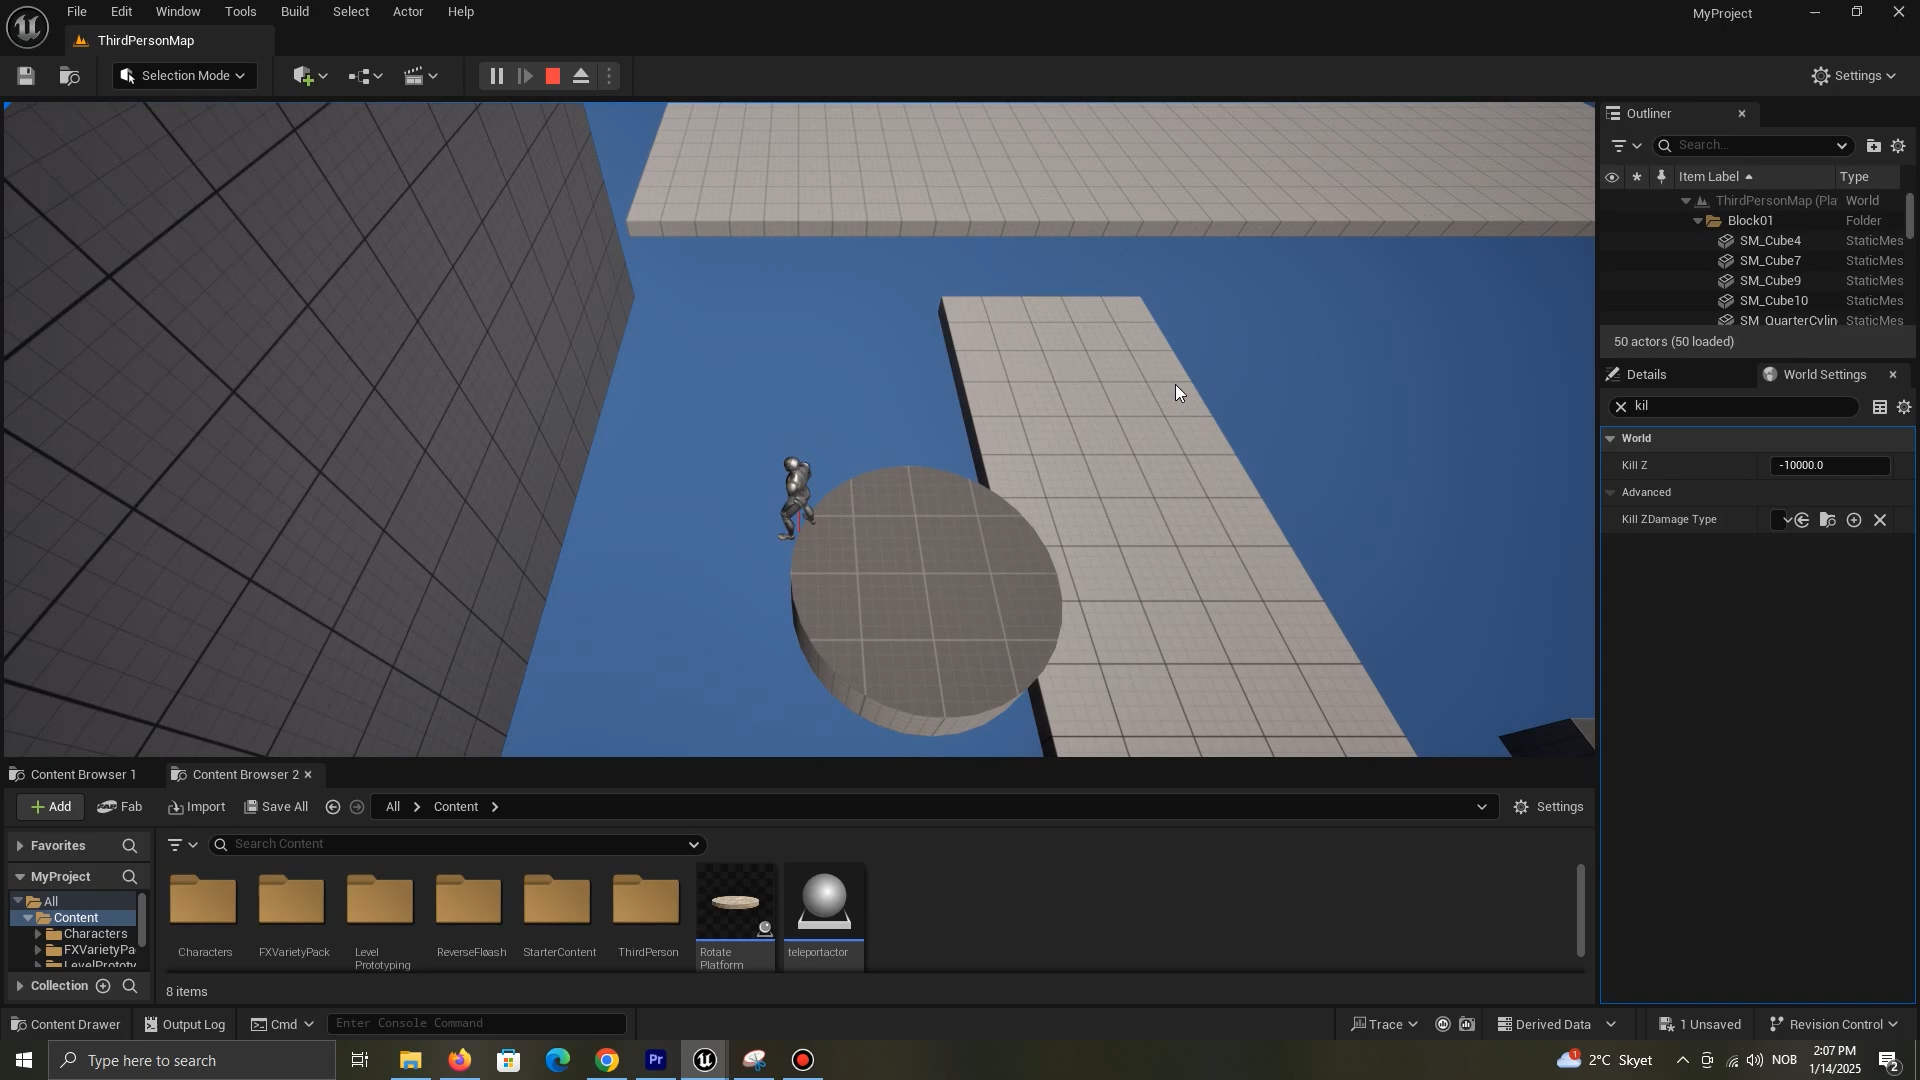 File Edit Window Tools Build Select Actor Help
MyProject
ThirdPersonMap
Selection Mode
Settings
Outliner
Search...
Item Label Type
ThirdPersonMap (Pla World
Block01 Folder
SM_Cube4 StaticMes
SM_Cube7 StaticMes
SM_Cube9 StaticMes
SM_Cube10 StaticMes
SM_QuarterCylin StaticMes
50 actors (50 loaded)
Details World Settings
kil
World
Kill Z -10000.0
Advanced
Kill ZDamage Type
Content Browser 1 Content Browser 2
Add Fab Import Save All All Content Settings
Favorites
Search Content
MyProject
All
Content
Characters
FXVarietyPa
LevelPrototy
Collection
Characters FXVarietyPack Level Prototyping ReverseFløash StarterContent ThirdPerson Rotate Platform teleportactor
8 items
Content Drawer Output Log Cmd Enter Console Command Trace Derived Data 1 Unsaved Revision Control
Type here to search
Pr
1
2°C Skyet
NOB
2:07 PM
1/14/2025
2